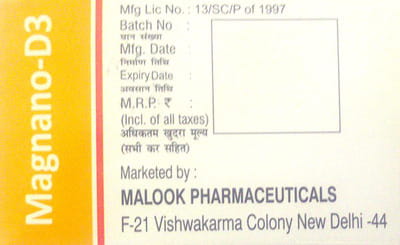 Magnano-D3
Mfg Lic No. : 13/SC/P of 1997
Batch No :
घान संख्या
Mfg. Date :
निर्माण तिथि
Expiry Date :
अवसान तिथि
M.R.P. ₹ :
(Incl. of all taxes)
अधिकतम खुदरा मूल्य
(सभी कर सहित)
Marketed by :
MALOOK PHARMACEUTICALS
F-21 Vishwakarma Colony New Delhi -44